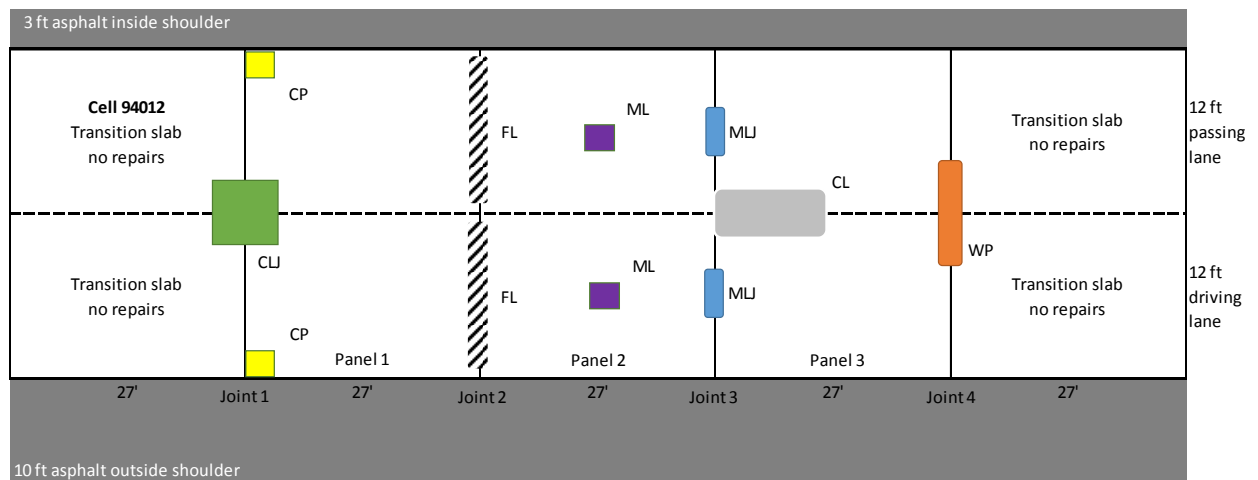 3 ft asphalt inside shoulder
CP
Cell 94012
Transition slab
no repairs
FL
ML
MLJ
CL
Transition slab
no repairs
12 ft
passing
lane
CLJ
Transition slab
no repairs
CP
FL
ML
MLJ
WP
Transition slab
no repairs
12 ft
driving
lane
Panel 1
Panel 2
Panel 3
27'
Joint 1
27'
Joint 2
27'
Joint 3
27'
Joint 4
27'
10 ft asphalt outside shoulder